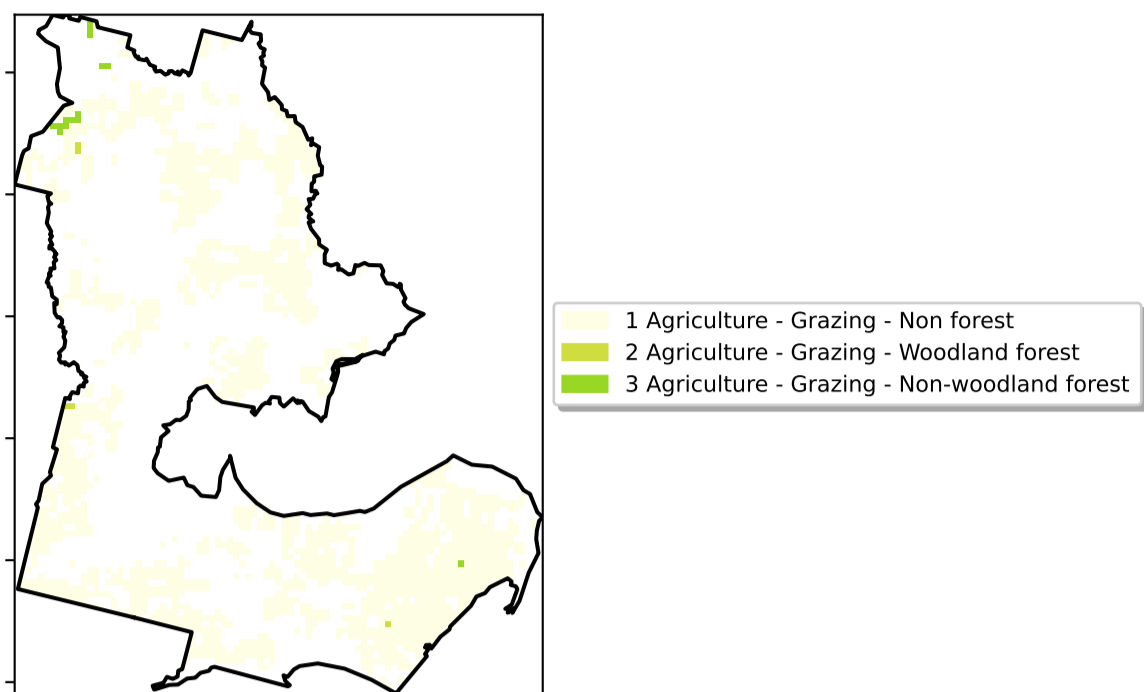 1 Agriculture - Grazing - Non forest
2 Agriculture - Grazing - Woodland forest
3 Agriculture - Grazing - Non-woodland forest